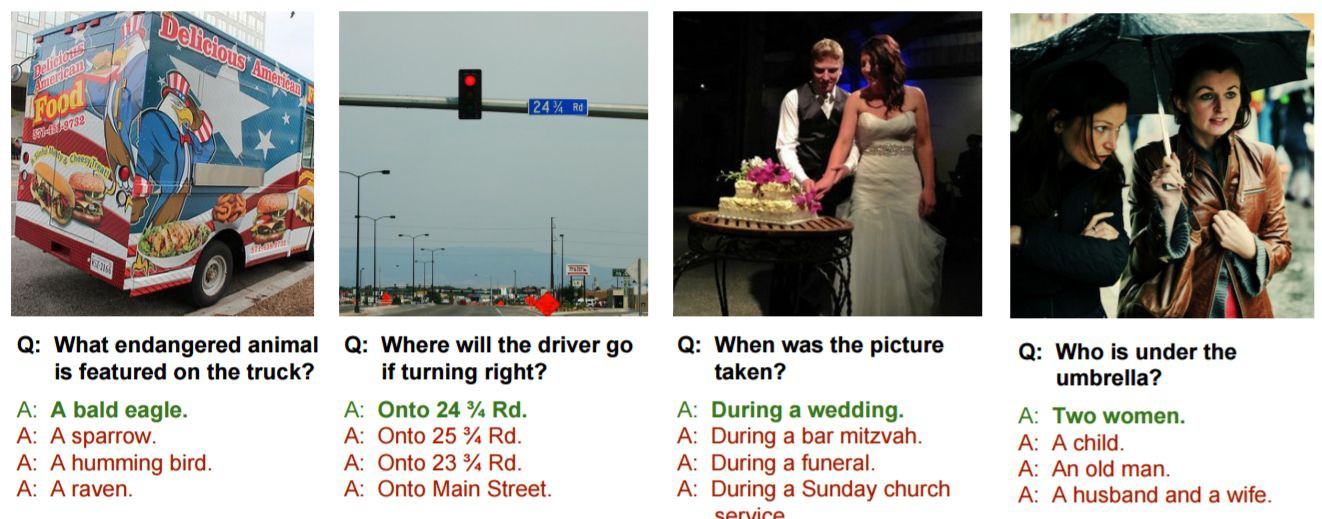 Delicious
American
Food
571-
9732
Delicious American
24 ¾ Rd
Q: What endangered animal
is featured on the truck?
A: A bald eagle.
A: A sparrow.
A: A humming bird.
A: A raven.
Q: Where will the driver go
if turning right?
A: Onto 24 ¾ Rd.
A: Onto 25 ¾ Rd.
A: Onto 23 ¾ Rd.
A: Onto Main Street.
Q: When was the picture
taken?
A: During a wedding.
A: During a bar mitzvah.
A: During a funeral.
A: During a Sunday church
service.
Q: Who is under the
umbrella?
A: Two women.
A: A child.
A: An old man.
A: A husband and a wife.